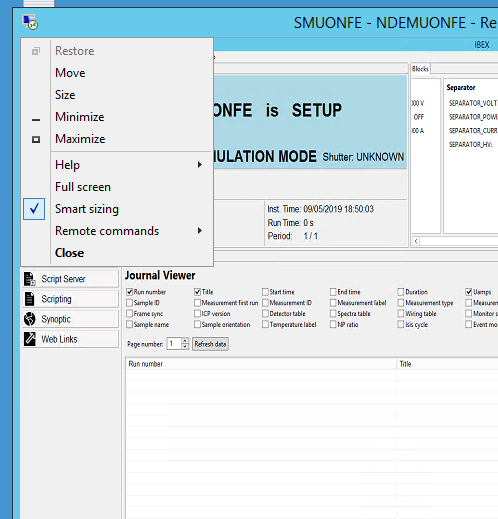 SMUONFE - NDEMUONFE - Re
IBEX
Restore
Move
Size
Minimize
Maximize
Help
Full screen
Smart sizing
Remote commands
Close
ONFE is SETUP
ULATION MODE Shutter: UNKNOWN
Inst. Time: 09/05/2019 18:50:03
Run Time: 0 s
Period: 1 / 1
Blocks
00 V
OFF
00 A
Separator
SEPARATOR_VOLT
SEPARATOR_POWE
SEPARATOR_CURR
SEPARATOR_HV:
Script Server
Scripting
Synoptic
Web Links
Journal Viewer
Run number Title Start time End time Duration Uamps
Sample ID Measurement first run Measurement ID Measurement label Measurement type Measuren
Frame sync ICP version Detector table Spectra table Wiring table Monitor s
Sample name Sample orientation Temperature label NP ratio Isis cycle Event mo
Page number: 1 Refresh data
Run number Title